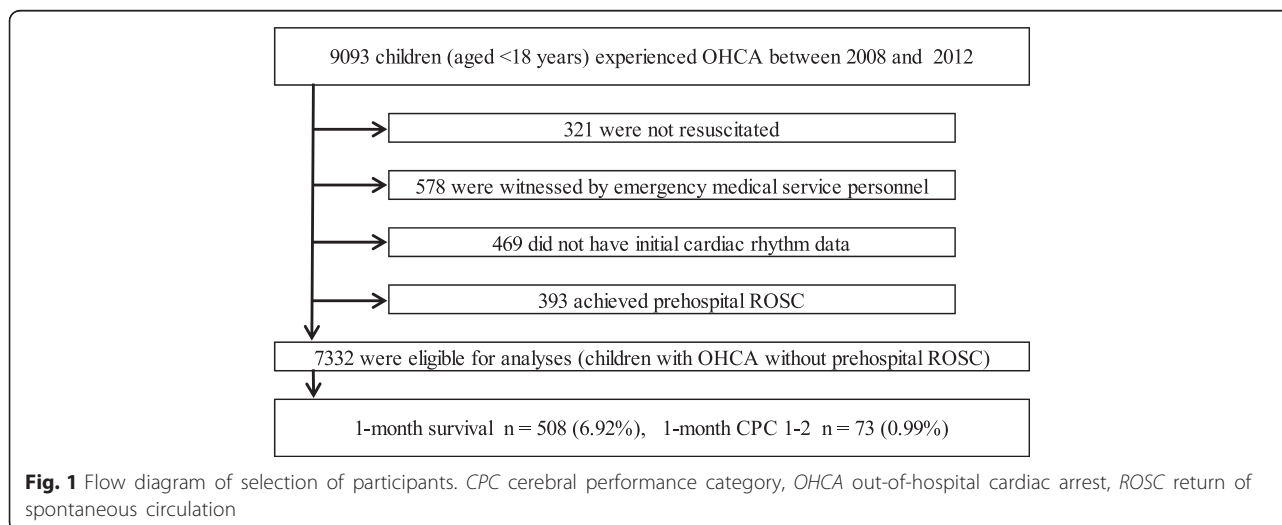 9093 children (aged <18 years) experienced OHCA between 2008 and 2012
321 were not resuscitated
578 were witnessed by emergency medical service personnel
469 did not have initial cardiac rhythm data
393 achieved prehospital ROSC
7332 were eligible for analyses (children with OHCA without prehospital ROSC)
1-month survival n = 508 (6.92%), 1-month CPC 1-2 n = 73 (0.99%)
Fig. 1 Flow diagram of selection of participants. CPC cerebral performance category, OHCA out-of-hospital cardiac arrest, ROSC return of
spontaneous circulation